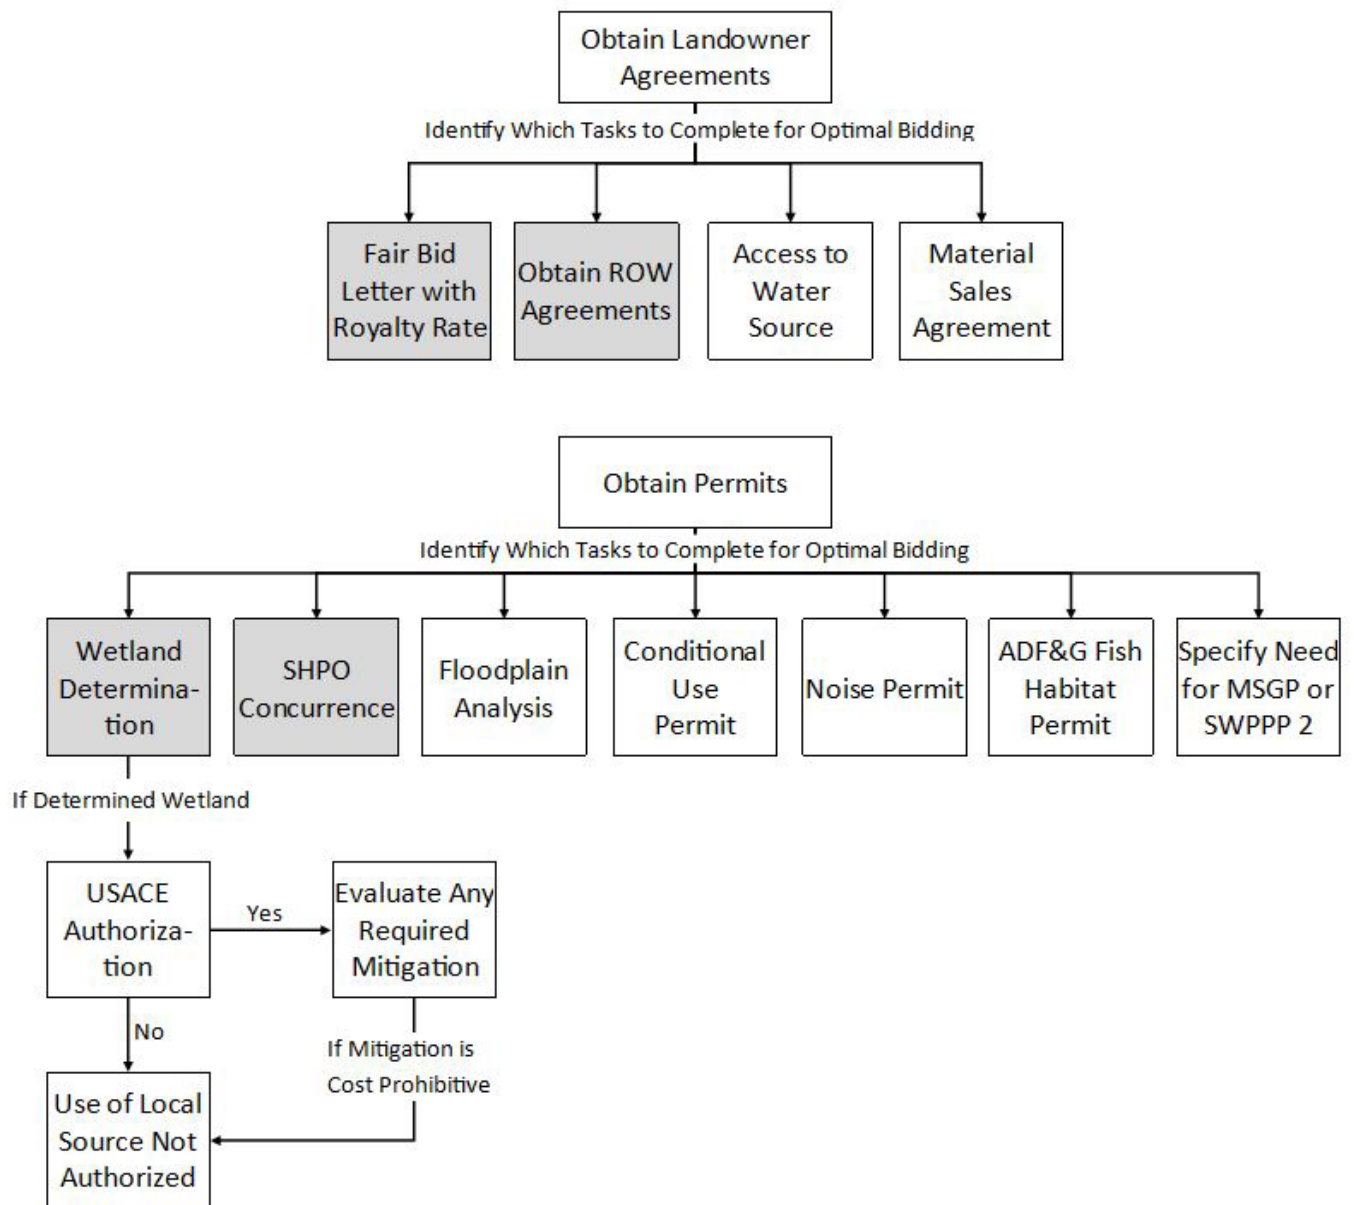 Obtain Landowner
Agreements
Identify Which Tasks to Complete for Optimal Bidding
Fair Bid
Letter with
Royalty Rate
Obtain ROW
Agreements
Access to
Water
Source
Material
Sales
Agreement
Obtain Permits
Identify Which Tasks to Complete for Optimal Bidding
Wetland
Determina-
tion
SHPO
Concurrence
Floodplain
Analysis
Conditional
Use
Permit
Noise Permit
ADF&G Fish
Habitat
Permit
Specify Need
for MSGP or
SWPPP 2
If Determined Wetland
USACE
Authoriza-
tion
Yes
Evaluate Any
Required
Mitigation
No
If Mitigation is
Cost Prohibitive
Use of Local
Source Not
Authorized